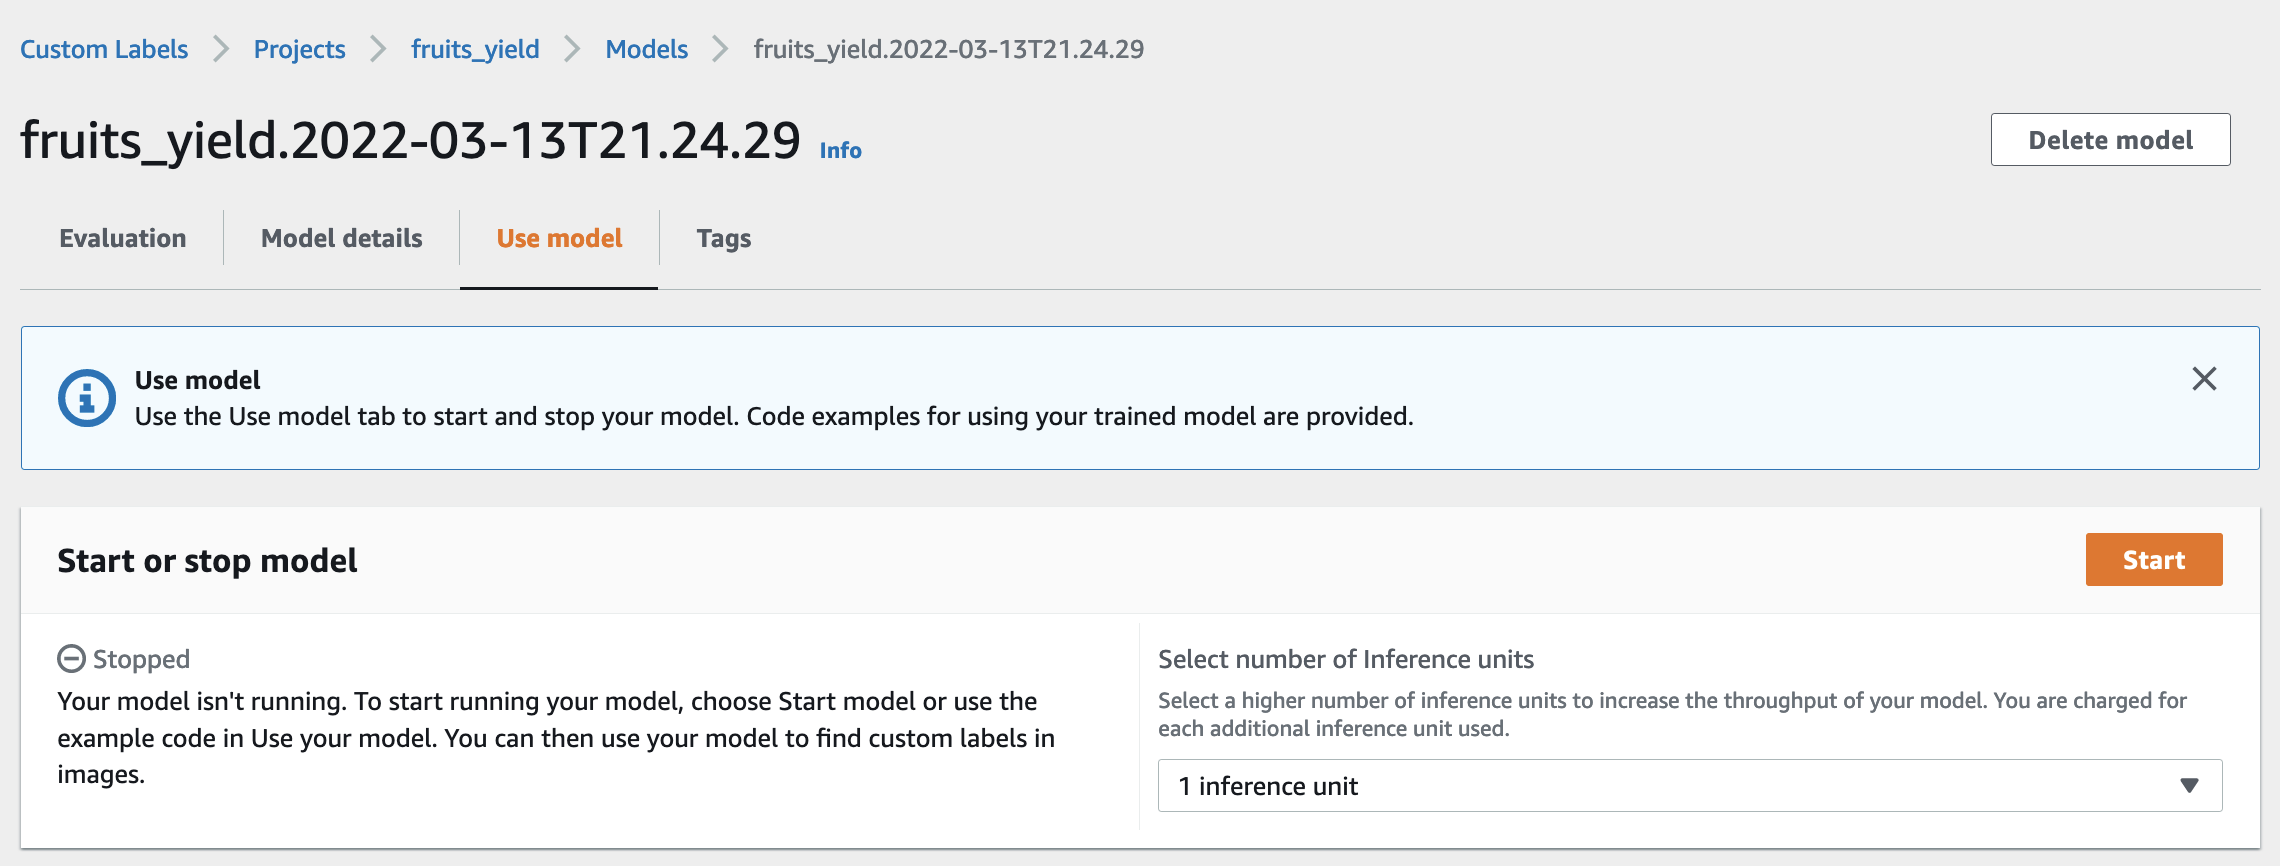 Custom Labels Projects fruits_yield Models fruits_yield.2022-03-13T21.24.29
fruits_yield.2022-03-13T21.24.29 Info
Delete model
Evaluation Model details Use model Tags
Use model
Use the Use model tab to start and stop your model. Code examples for using your trained model are provided.
Start or stop model
Start
Stopped
Your model isn't running. To start running your model, choose Start model or use the
example code in Use your model. You can then use your model to find custom labels in
images.
Select number of Inference units
Select a higher number of inference units to increase the throughput of your model. You are charged for
each additional inference unit used.
1 inference unit